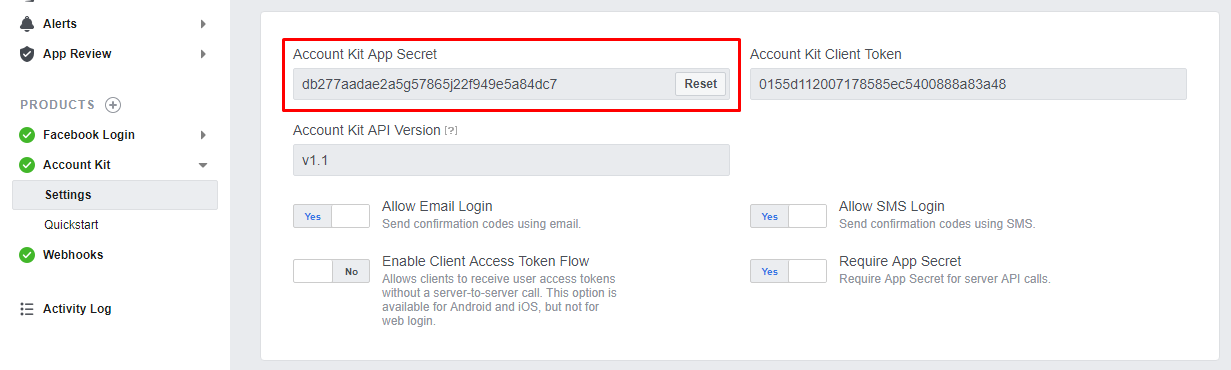 Alerts
App Review
PRODUCTS
Facebook Login
Account Kit
Settings
Quickstart
Webhooks
Activity Log
Account Kit App Secret
db277aadae2a5g57865j22f949e5a84dc7
Reset
Account Kit Client Token
0155d112007178585ec5400888a83a48
Account Kit API Version [?]
v1.1
Yes
Allow Email Login
Send confirmation codes using email.
Yes
Allow SMS Login
Send confirmation codes using SMS.
No
Enable Client Access Token Flow
Allows clients to receive user access tokens
without a server-to-server call. This option is
available for Android and iOS, but not for
web login.
Yes
Require App Secret
Require App Secret for server API calls.